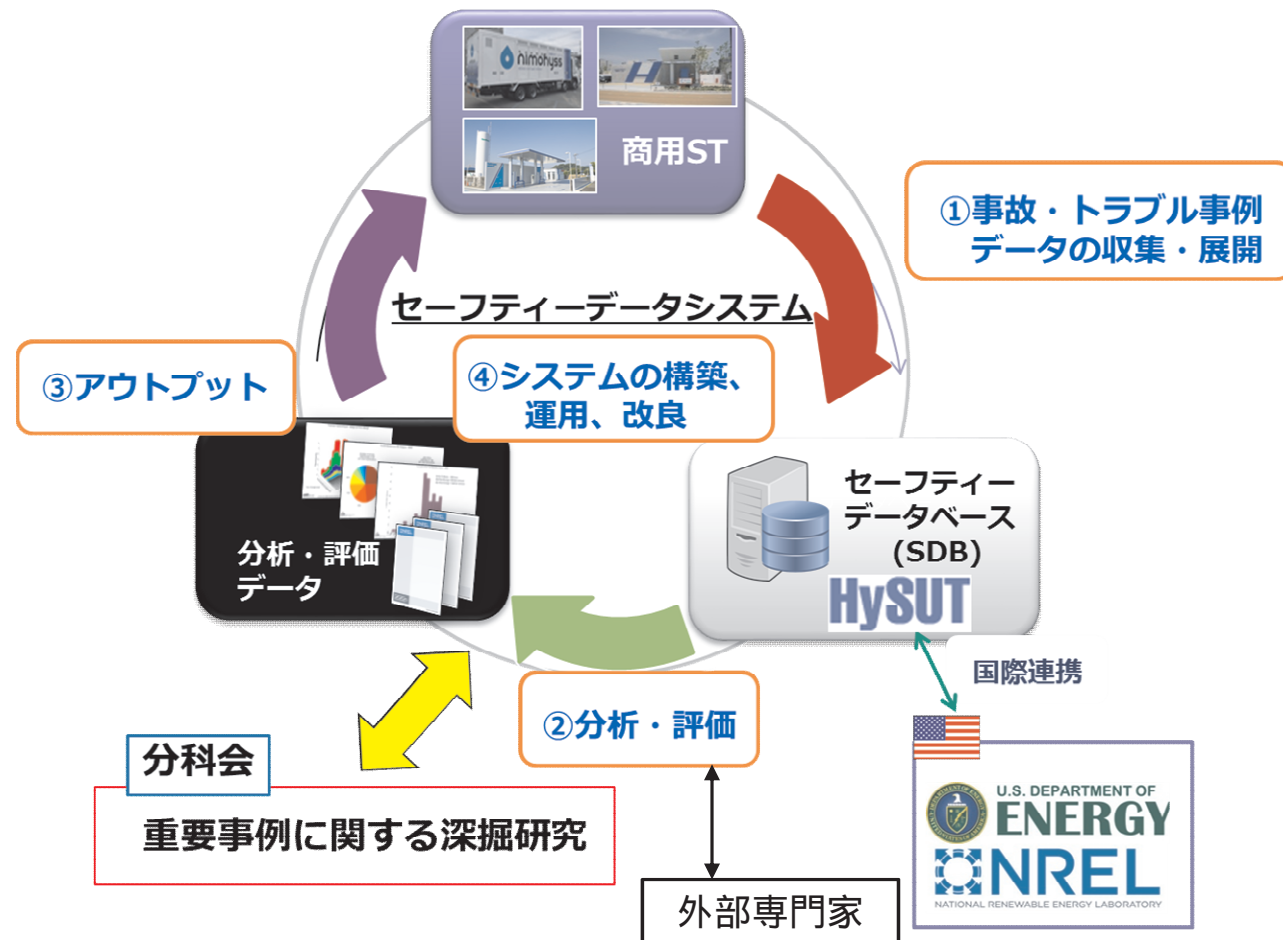 nimohyss
商用ST
①事故・トラブル事例
データの収集・展開
セーフティーデータシステム
③アウトプット
④システムの構築、
運用、改良
セーフティー
データベース
(SDB)
HySUT
分析・評価
データ
国際連携
②分析・評価
分科会
重要事例に関する深掘研究
U.S. DEPARTMENT OF
ENERGY
NREL
NATIONAL RENEWABLE ENERGY LABORATORY
外部専門家